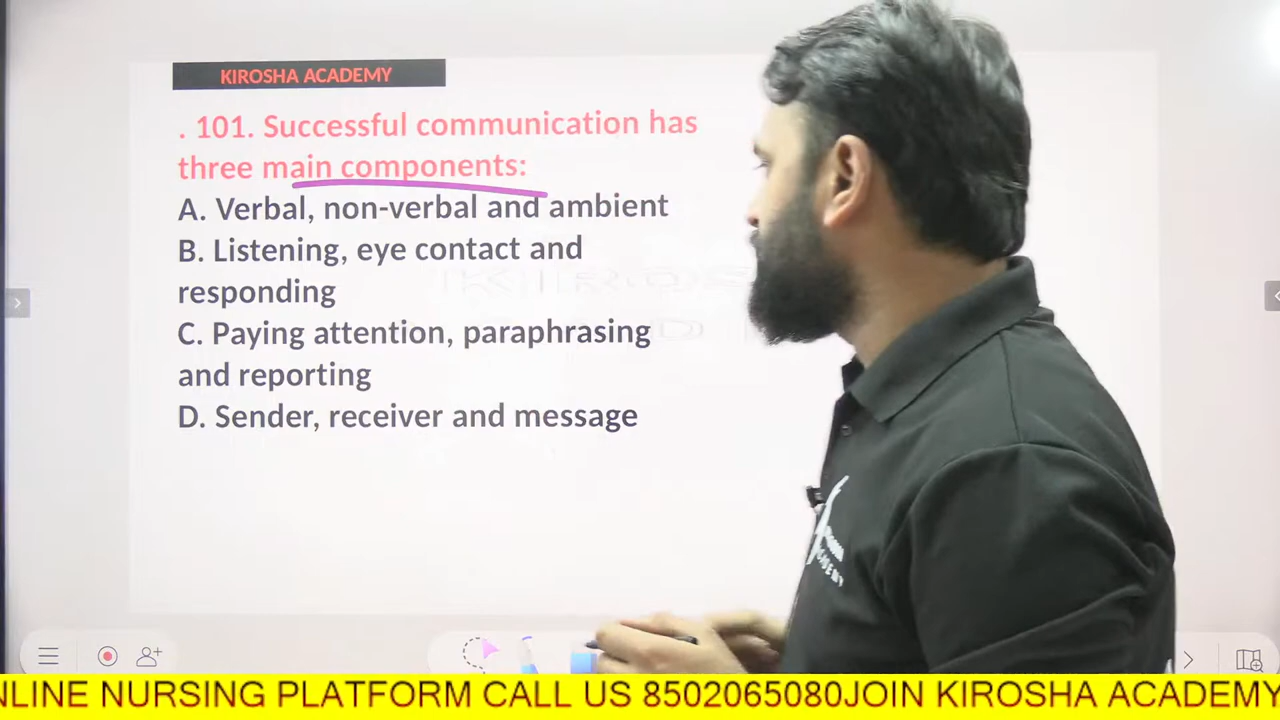 KIROSHA ACADEMY
. 101. Successful communication has
three main components:
A. Verbal, non-verbal and ambient
B. Listening, eye contact and
responding
C. Paying attention, paraphrasing
and reporting
D. Sender, receiver and message
NLINE NURSING PLATFORM CALL US 8502065080JOIN KIROSHA ACADEMY